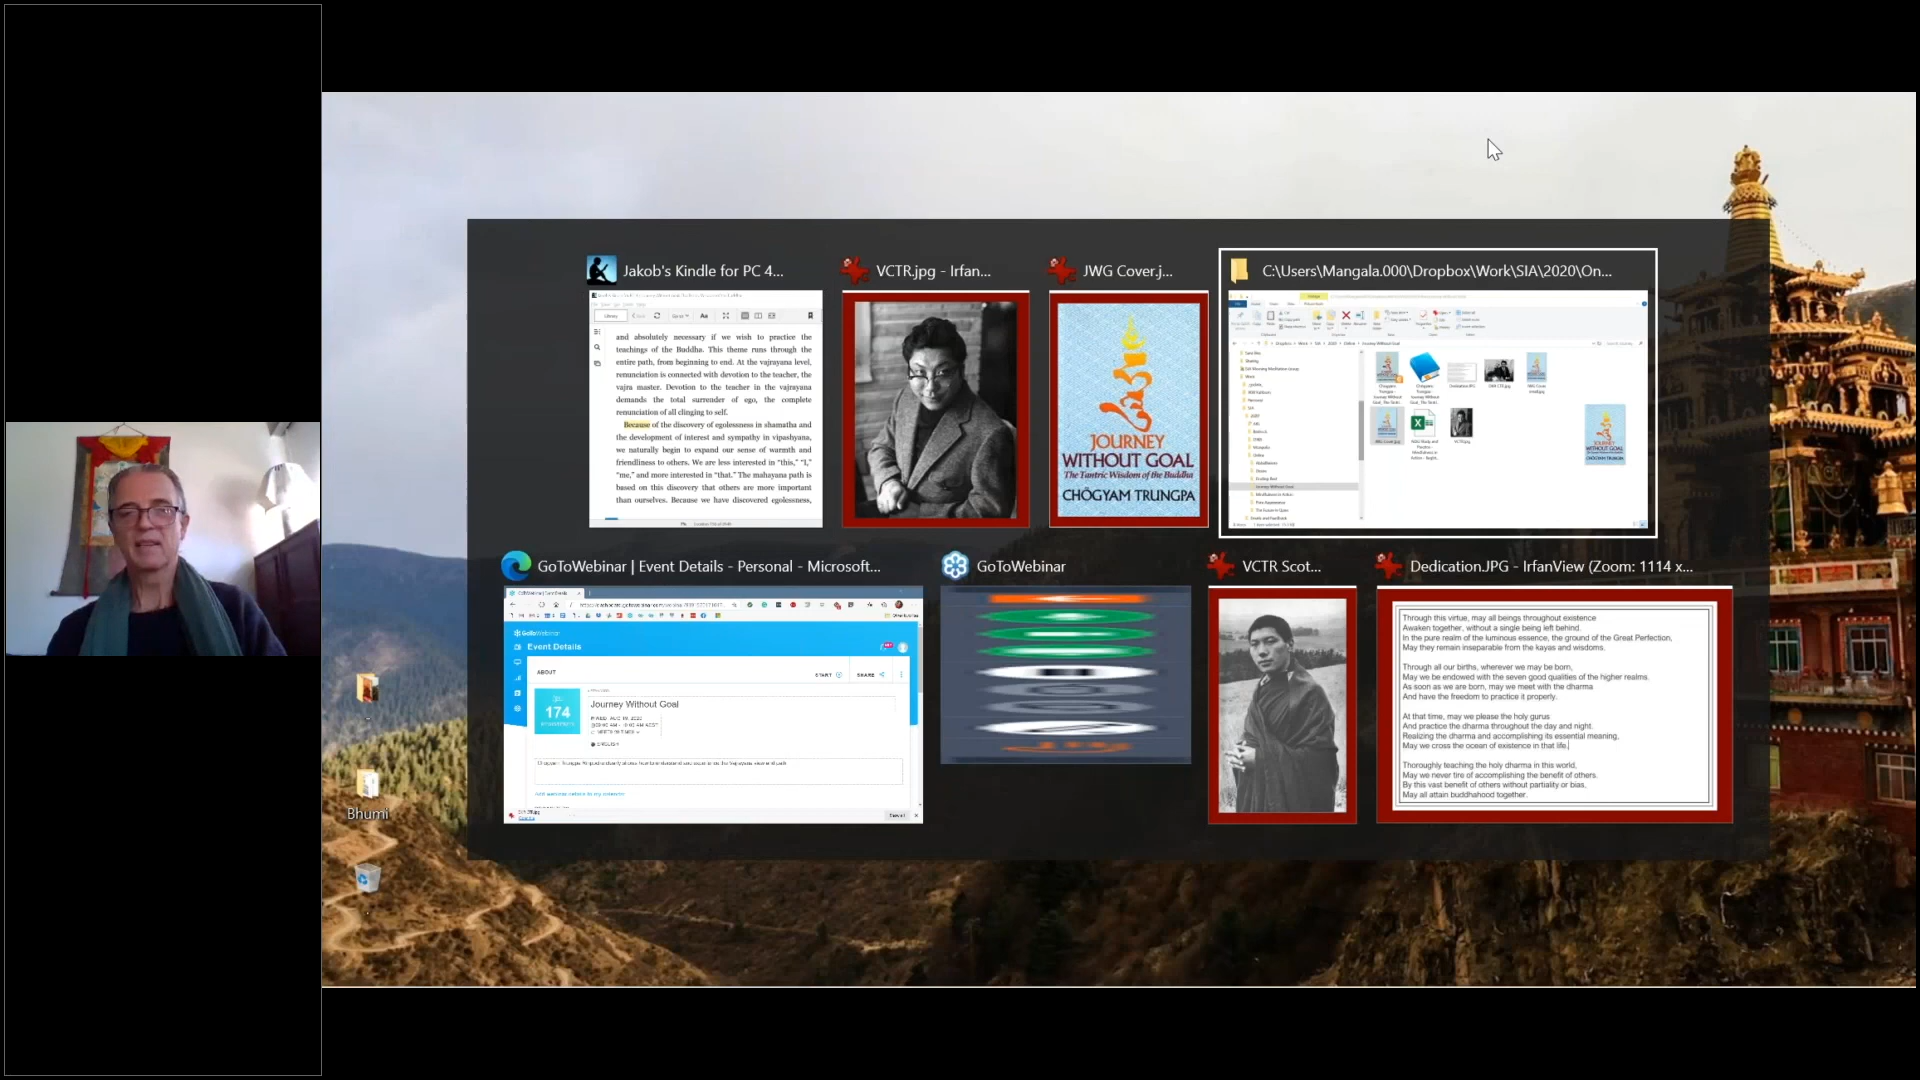 Jakob's Kindle for PC 4...
Library
Aa
and absolutely necessary if we wish to practice the
teachings of the Buddha. This theme runs through the
entire path, from beginning to end. At the vajrayana level,
renunciation is connected with devotion to the teacher, the
vajra master. Devotion to the teacher in the vajrayana
demands the total surrender of ego, the complete
renunciation of all clinging to self.
Because of the discovery of egolessness in shamatha and
the development of interest and sympathy in vipashyana,
we naturally begin to expand our sense of warmth and
friendliness to others. We are less interested in “this,” “I,”
“me,” and more interested in “that.” The mahayana path is
based on this discovery that others are more important
than ourselves. Because we have discovered egolessness,
VCTR.jpg - Irfan...
JWG Cover.j...
JOURNEY
WITHOUT GOAL
The Tantric Wisdom of the Buddha
CHÖGYAM TRUNGPA
C:\Users\Mangala.000\Dropbox\Work\SIA\2020\On...
GoToWebinar | Event Details - Personal - Microsoft...
GoToWebinar
Event Details
ABOUT
START
SHARE
174
Journey Without Goal
ENGLISH
GoToWebinar
VCTR Scot...
Dedication.JPG - IrfanView (Zoom: 1114 x...
Through this virtue, may all beings throughout existence
Awaken together, without a single being left behind.
In the pure realm of the luminous essence, the ground of the Great Perfection,
May they remain inseparable from the kayas and wisdoms.
Through all our births, wherever we may be born,
May we be endowed with the seven good qualities of the higher realms.
As soon as we are born, may we meet with the dharma
And have the freedom to practice it properly.
At that time, may we please the holy gurus
And practice the dharma throughout the day and night.
Realizing the dharma and accomplishing its essential meaning,
May we cross the ocean of existence in that life.
Thoroughly teaching the holy dharma in this world,
May we never tire of accomplishing the benefit of others.
By this vast benefit of others without partiality or bias,
May all attain buddhahood together.
Bhumi